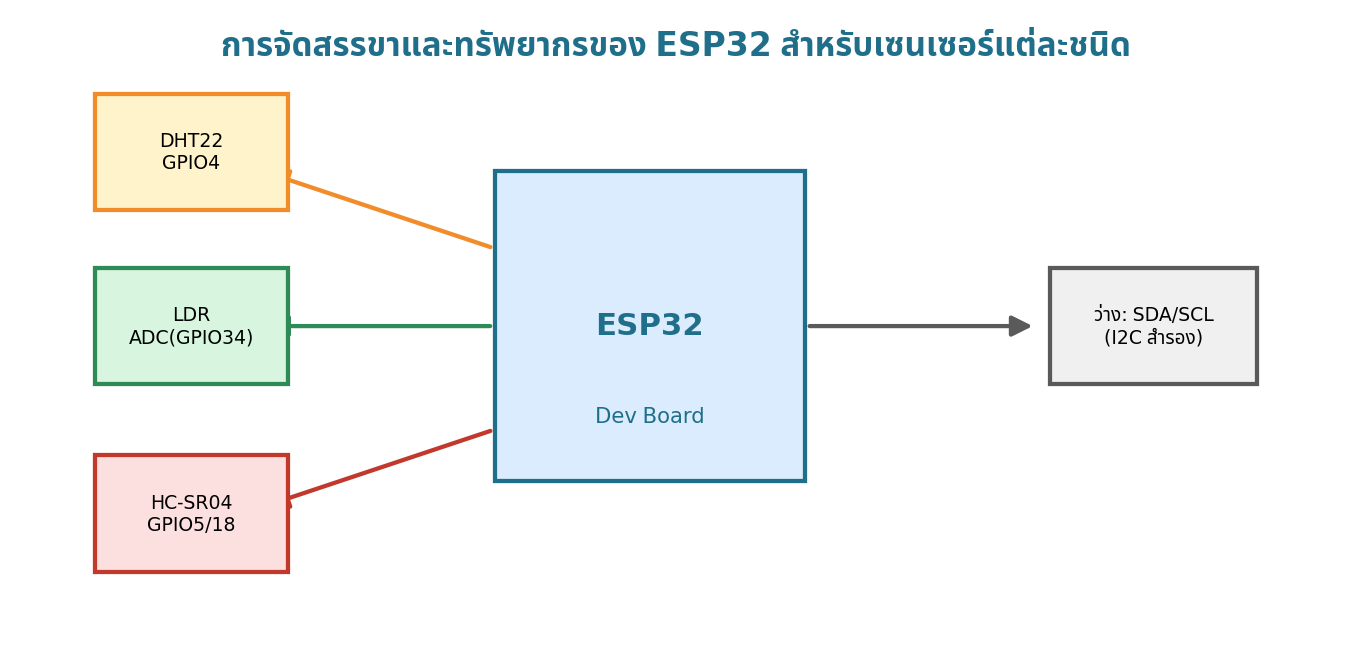 การจัดสรรขาและทรัพยากรของ ESP32 สำหรับเซนเซอร์แต่ละชนิด
DHT22
GPIO4
LDR
ADC(GPIO34)
HC-SR04
GPIO5/18
ESP32
Dev Board
ว่าง: SDA/SCL
(I2C สำรอง)